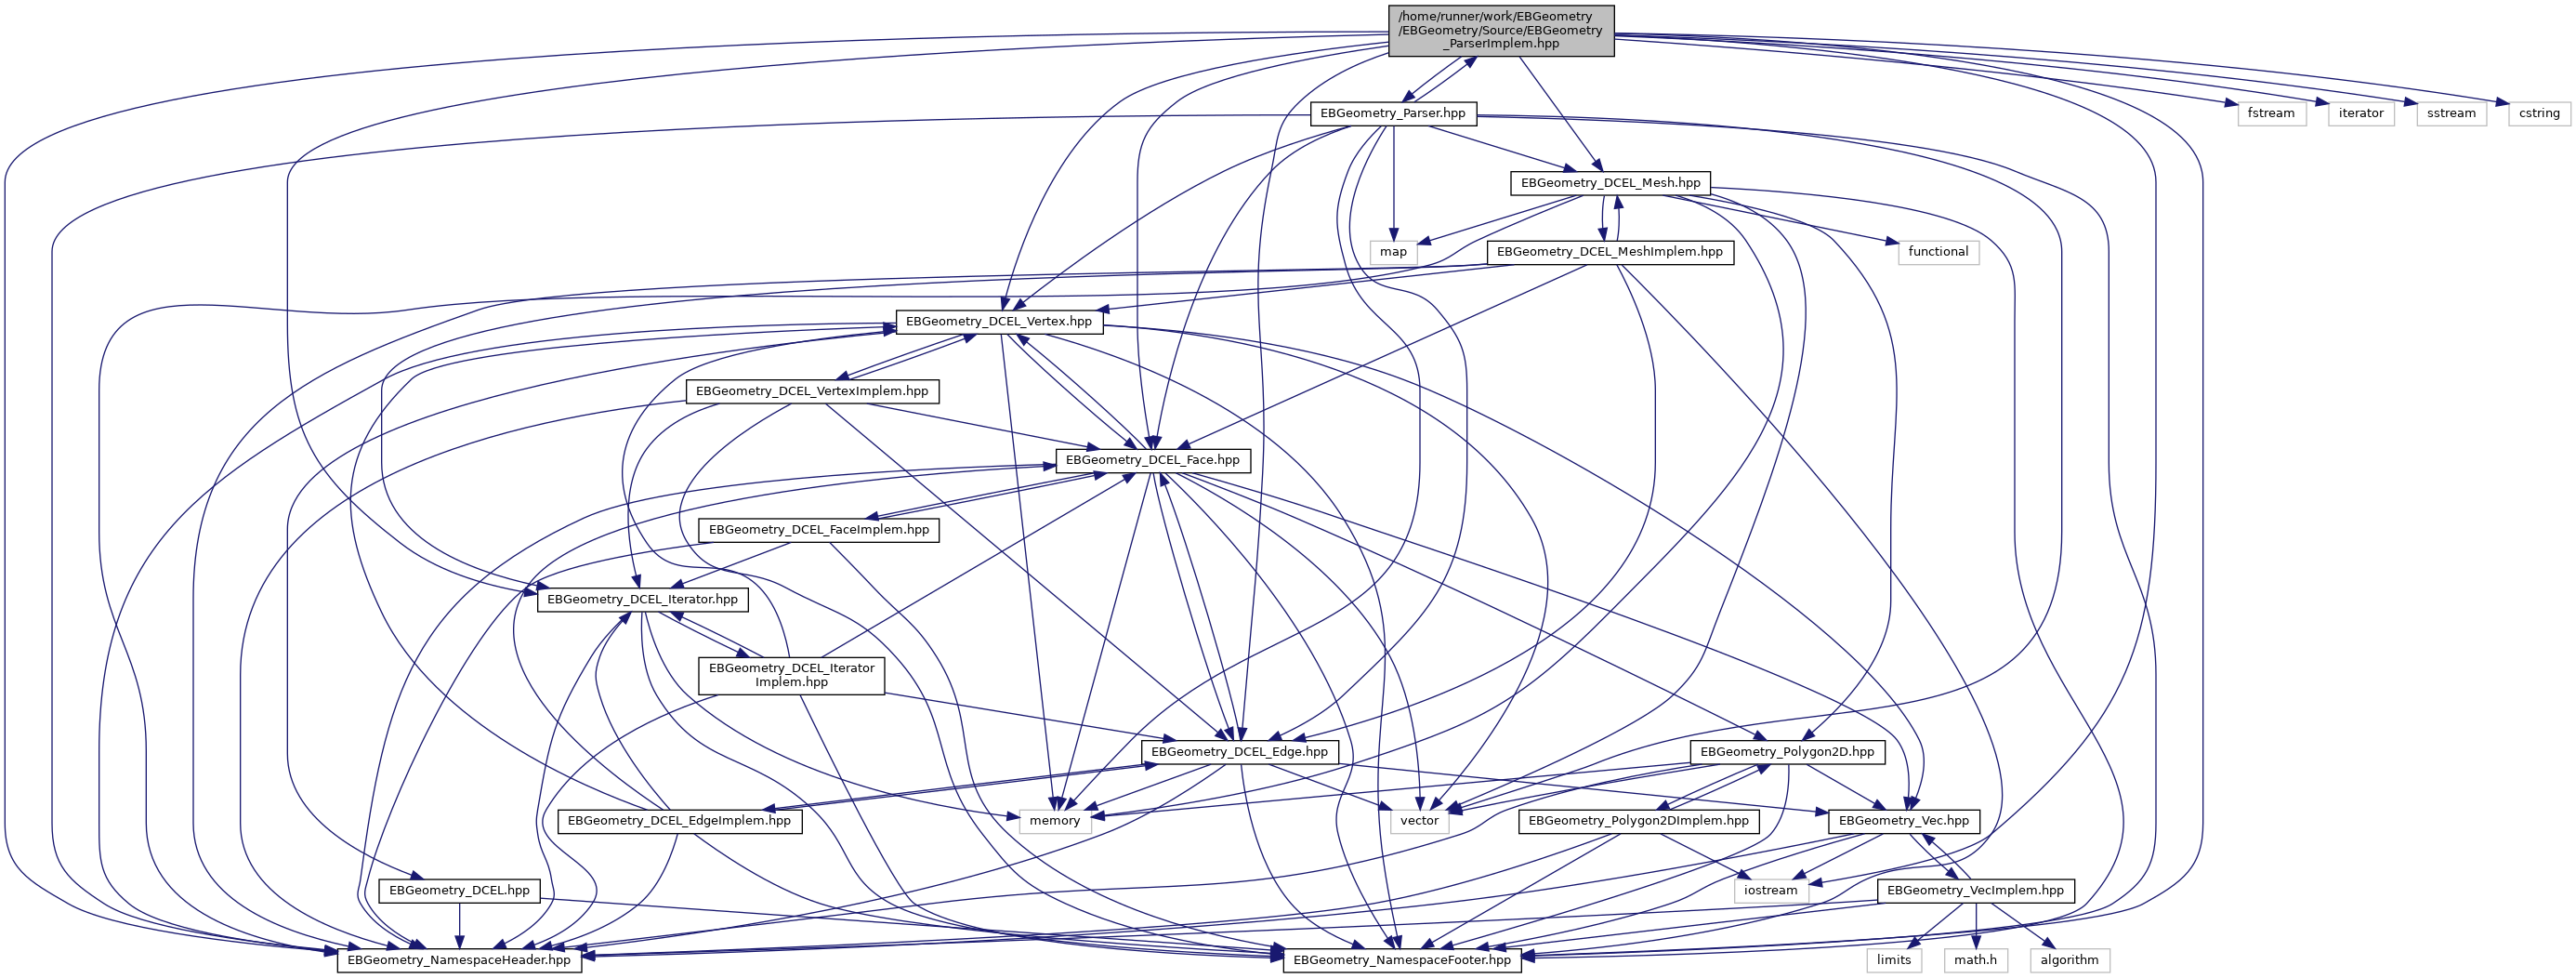 /home/runner/work/EBGeometry
/EBGeometry/Source/EBGeometry
_ParserImplem.hpp
EBGeometry_Parser.hpp
fstream
iterator
sstream
cstring
EBGeometry_DCEL_Mesh.hpp
map
EBGeometry_DCEL_MeshImplem.hpp
functional
EBGeometry_DCEL_Vertex.hpp
EBGeometry_DCEL_VertexImplem.hpp
EBGeometry_DCEL_Face.hpp
EBGeometry_DCEL_FaceImplem.hpp
EBGeometry_DCEL_Iterator.hpp
EBGeometry_DCEL_Iterator
Implem.hpp
EBGeometry_DCEL_Edge.hpp
EBGeometry_Polygon2D.hpp
EBGeometry_DCEL_EdgeImplem.hpp
memory
vector
EBGeometry_Polygon2DImplem.hpp
EBGeometry_Vec.hpp
EBGeometry_DCEL.hpp
iostream
EBGeometry_VecImplem.hpp
EBGeometry_NamespaceHeader.hpp
EBGeometry_NamespaceFooter.hpp
limits
math.h
algorithm